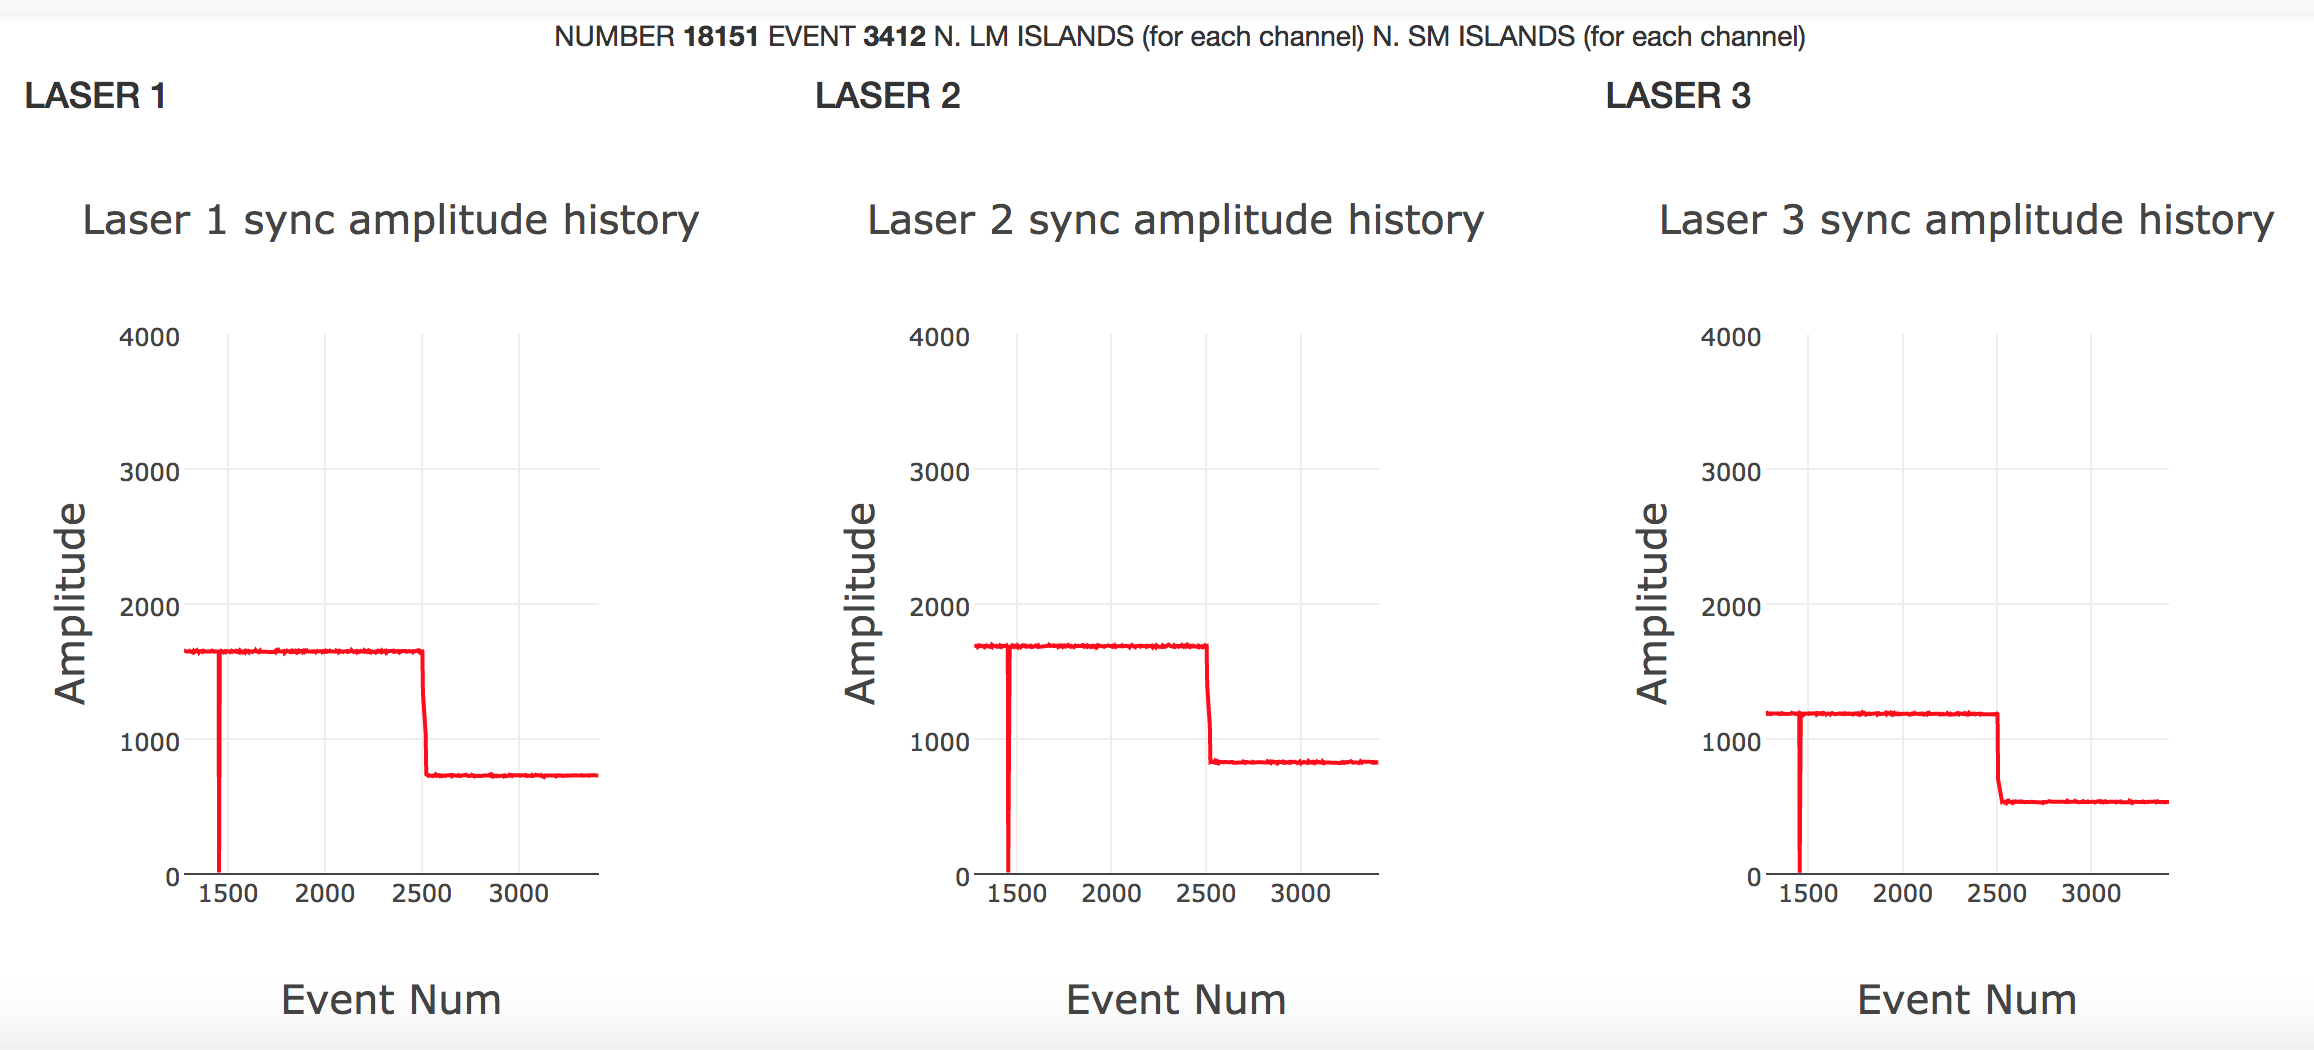 NUMBER 18151 EVENT 3412 N. LM ISLANDS (for each channel) N. SM ISLANDS (for each channel)
LASER 1
Laser 1 sync amplitude history
Amplitude
4000
3000
2000
1000
0
1500 2000 2500 3000
Event Num
LASER 2
Laser 2 sync amplitude history
Amplitude
4000
3000
2000
1000
0
1500 2000 2500 3000
Event Num
LASER 3
Laser 3 sync amplitude history
Amplitude
4000
3000
2000
1000
0
1500 2000 2500 3000
Event Num